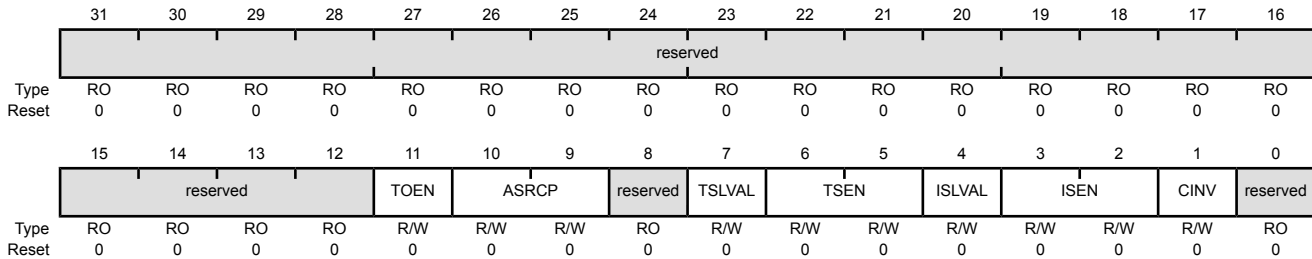 31 30 29 28 27 26 25 24 23 22 21 20 19 18 17 16
reserved
Type RO RO RO RO RO RO RO RO RO RO RO RO RO RO RO RO
Reset 0 0 0 0 0 0 0 0 0 0 0 0 0 0 0 0
15 14 13 12 11 10 9 8 7 6 5 4 3 2 1 0
reserved TOEN ASRCP reserved TSLVAL TSEN ISLVAL ISEN CINV reserved
Type RO RO RO RO R/W R/W R/W RO R/W R/W R/W R/W R/W R/W R/W RO
Reset 0 0 0 0 0 0 0 0 0 0 0 0 0 0 0 0